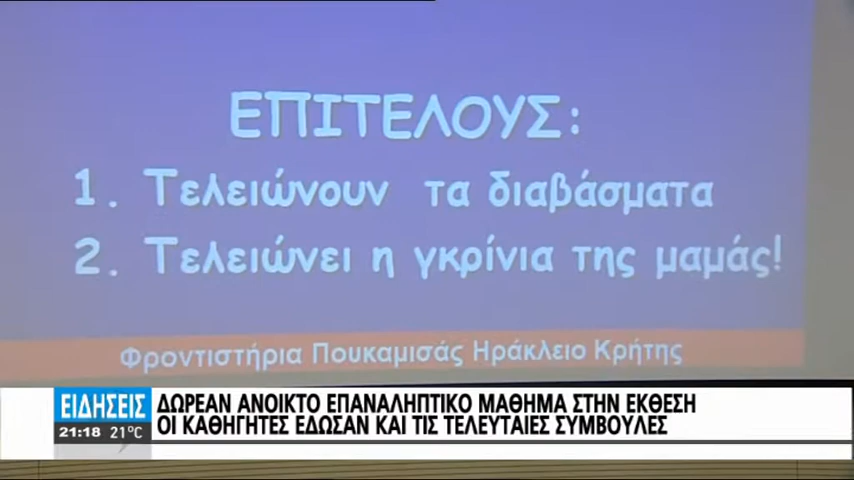 ΕΠΙΤΕΛΟΥΣ:
1. Τελειώνουν τα διαβάσματα
2. Τελειώνει η γκρίνια της μαμάς!
Φροντιστήρια Πουκαμισάς Ηράκλειο Κρήτης
ΕΙΔΗΣΕΙΣ
ΔΩΡΕΑΝ ΑΝΟΙΚΤΟ ΕΠΑΝΑΛΗΠΤΙΚΟ ΜΑΘΗΜΑ ΣΤΗΝ ΕΚΘΕΣΗ
21:18 21°C
ΟΙ ΚΑΘΗΓΗΤΕΣ ΕΔΩΣΑΝ ΚΑΙ ΤΙΣ ΤΕΛΕΥΤΑΙΕΣ ΣΥΜΒΟΥΛΕΣ